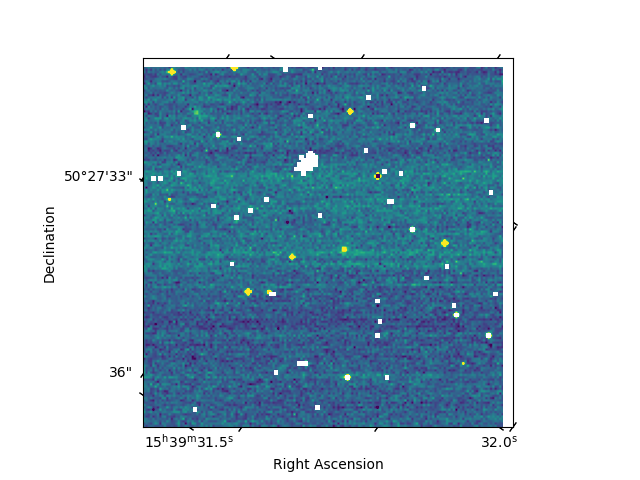 50°27'33"
Declination
36"
15ʰ39ᵐ31.5ˢ
32.0ˢ
Right Ascension